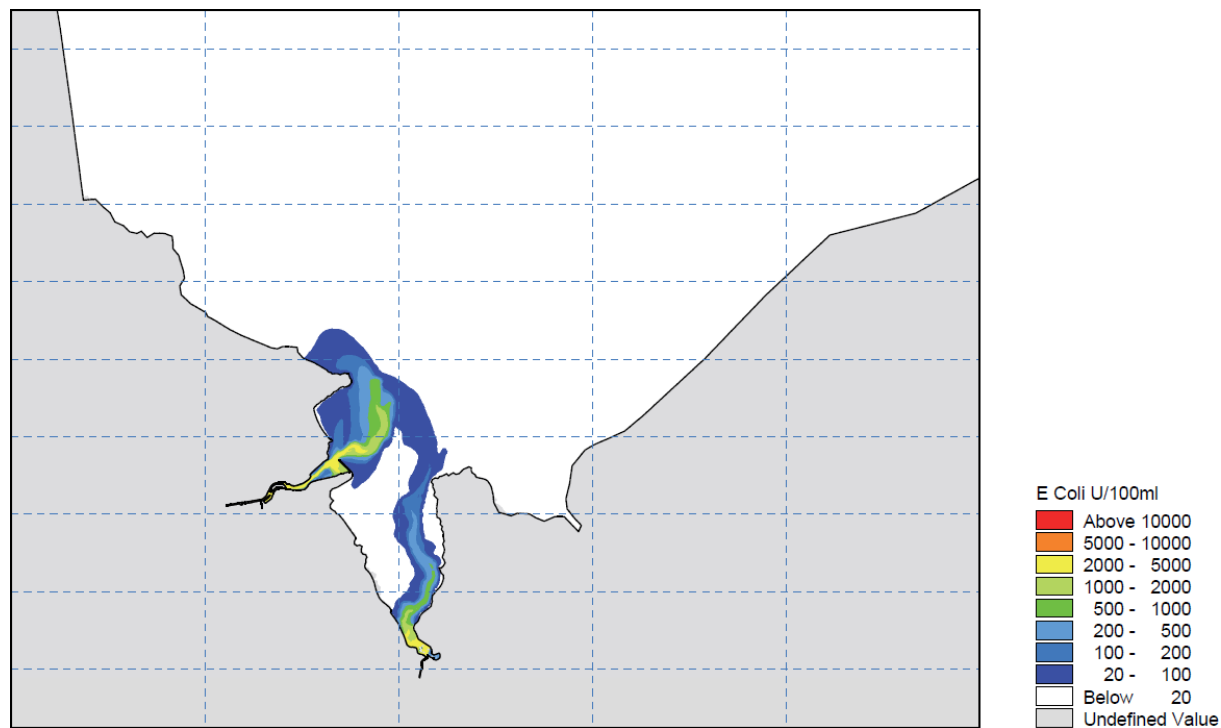 E Coli U/100ml
Above 10000
5000 - 10000
2000 - 5000
1000 - 2000
500 - 1000
200 - 500
100 - 200
20 - 100
Below 20
Undefined Value